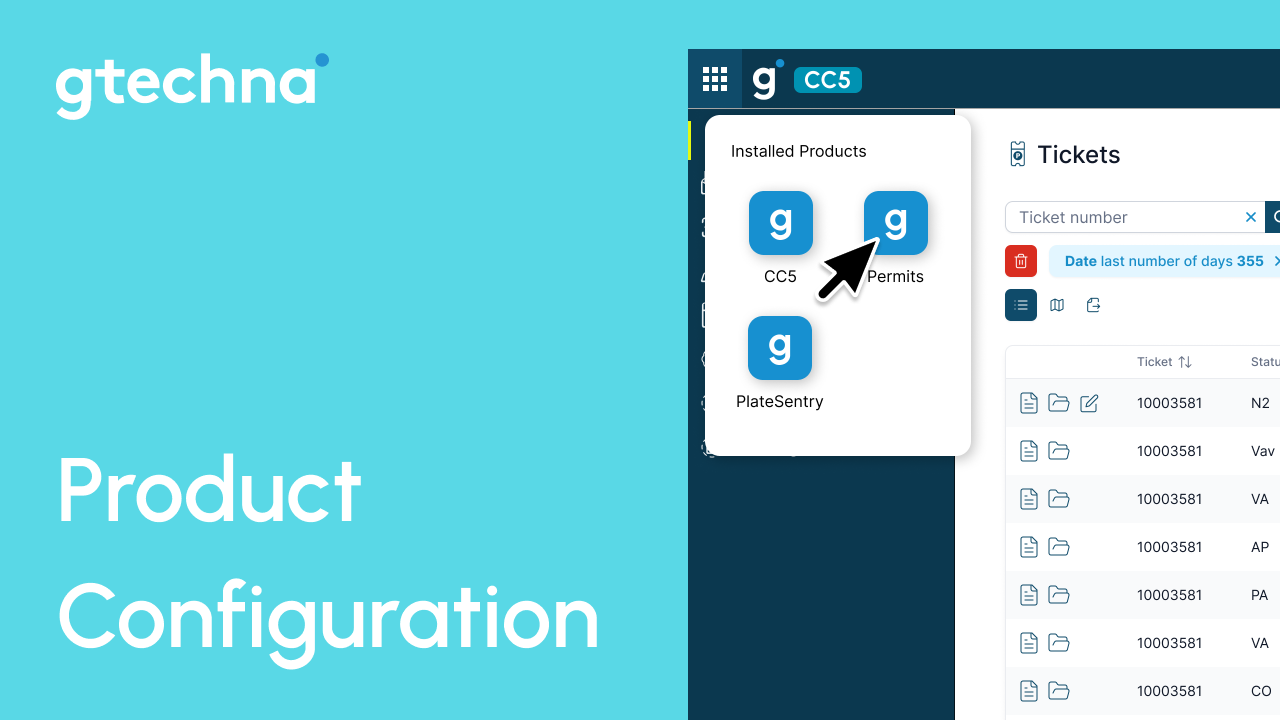 gtechna
Product
Configuration
g CC5
Installed Products
g
CC5
g
Permits
g
PlateSentry
Tickets
Ticket number
Date last number of days 355
Ticket
10003581 N2
10003581 Vav
10003581 VA
10003581 AP
10003581 PA
10003581 VA
10003581 CO